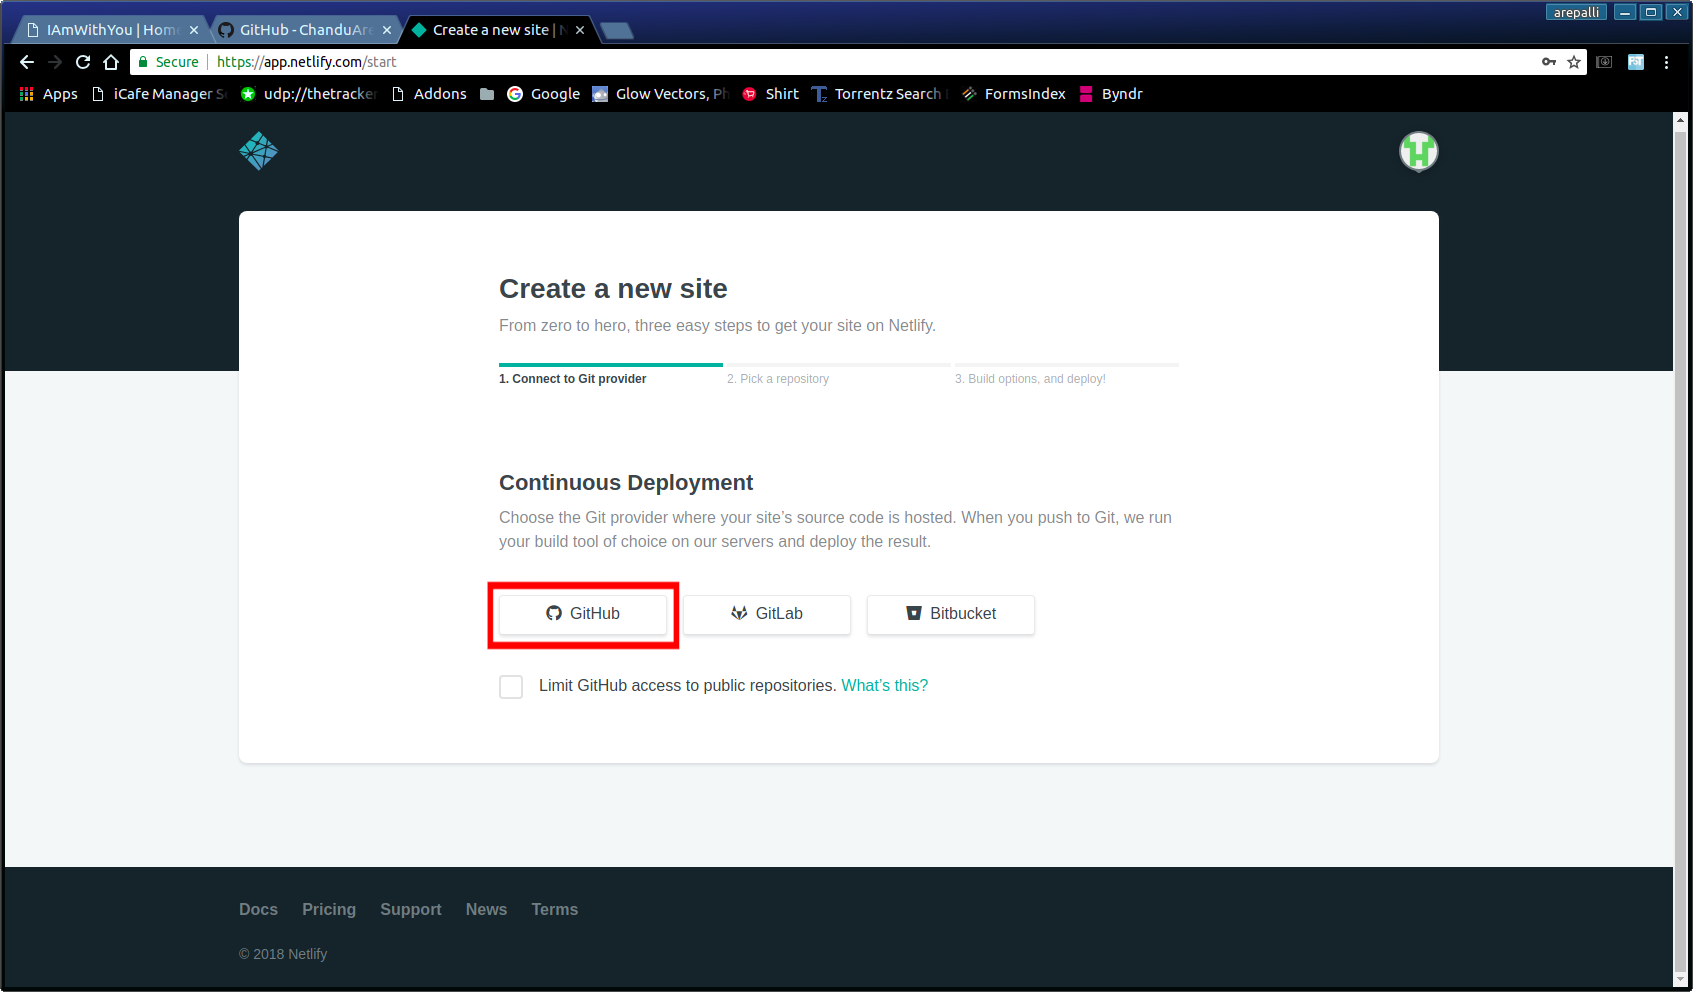 arepalli
IAmWithYou | Home
GitHub - ChanduAre
Create a new site | N
Secure
https://app.netlify.com/start
Apps
iCafe Manager Se
udp://thetracker
Addons
Google
Glow Vectors, Ph
Shirt
Torrentz Search
FormsIndex
Byndr
Create a new site
From zero to hero, three easy steps to get your site on Netlify.
1. Connect to Git provider
2. Pick a repository
3. Build options, and deploy!
Continuous Deployment
Choose the Git provider where your site’s source code is hosted. When you push to Git, we run
your build tool of choice on our servers and deploy the result.
GitHub
GitLab
Bitbucket
Limit GitHub access to public repositories. What’s this?
Docs Pricing Support News Terms
© 2018 Netlify